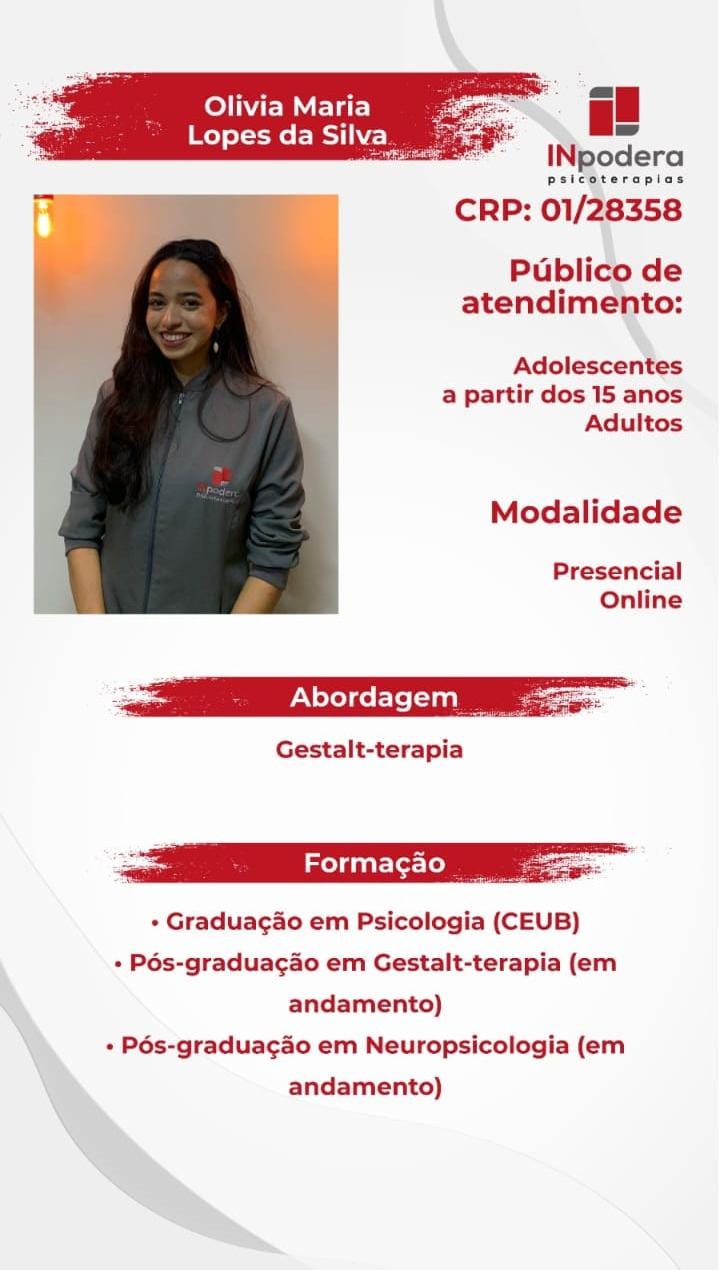 Olivia Maria
Lopes da Silva
INpodera
psicoterapias
CRP: 01/28358
Público de
atendimento:
Adolescentes
a partir dos 15 anos
Adultos
INpodera
psicoterapias
Modalidade
Presencial
Online
Abordagem
Gestalt-terapia
Formação
• Graduação em Psicologia (CEUB)
• Pós-graduação em Gestalt-terapia (em
andamento)
• Pós-graduação em Neuropsicologia (em
andamento)